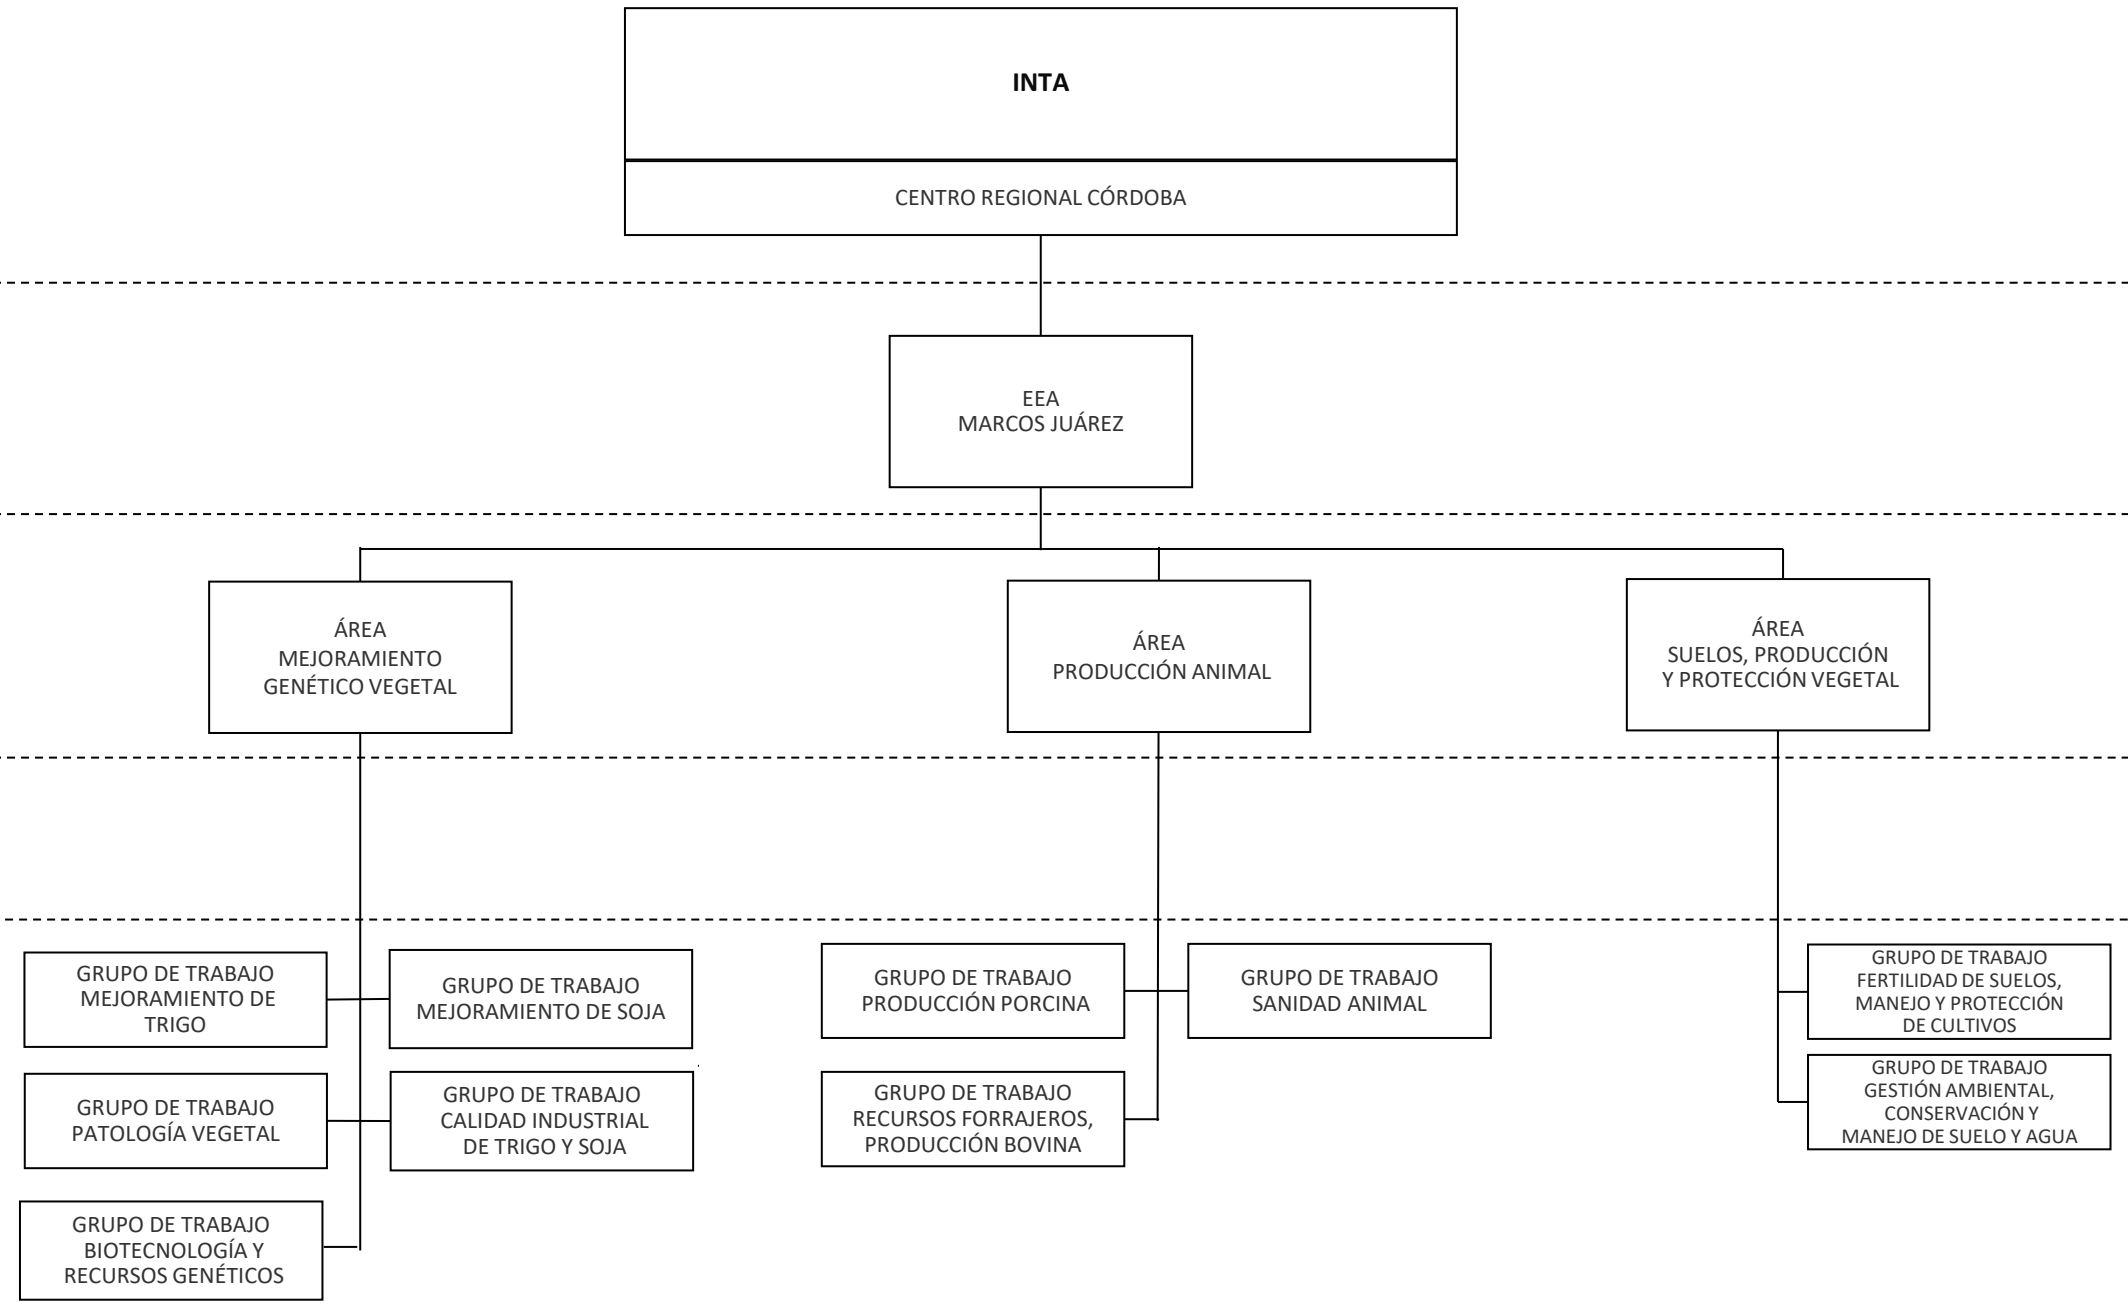 INTA
CENTRO REGIONAL CÓRDOBA
EEA
MARCOS JUÁREZ
ÁREA
MEJORAMIENTO
GENÉTICO VEGETAL
ÁREA
PRODUCCIÓN ANIMAL
ÁREA
SUELOS, PRODUCCIÓN
Y PROTECCIÓN VEGETAL
GRUPO DE TRABAJO
MEJORAMIENTO DE
TRIGO
GRUPO DE TRABAJO
MEJORAMIENTO DE SOJA
GRUPO DE TRABAJO
PATOLOGÍA VEGETAL
GRUPO DE TRABAJO
CALIDAD INDUSTRIAL
DE TRIGO Y SOJA
GRUPO DE TRABAJO
BIOTECNOLOGÍA Y
RECURSOS GENÉTICOS
GRUPO DE TRABAJO
PRODUCCIÓN PORCINA
GRUPO DE TRABAJO
SANIDAD ANIMAL
GRUPO DE TRABAJO
RECURSOS FORRAJEROS,
PRODUCCIÓN BOVINA
GRUPO DE TRABAJO
FERTILIDAD DE SUELOS,
MANEJO Y PROTECCIÓN
DE CULTIVOS
GRUPO DE TRABAJO
GESTIÓN AMBIENTAL,
CONSERVACIÓN Y
MANEJO DE SUELO Y AGUA